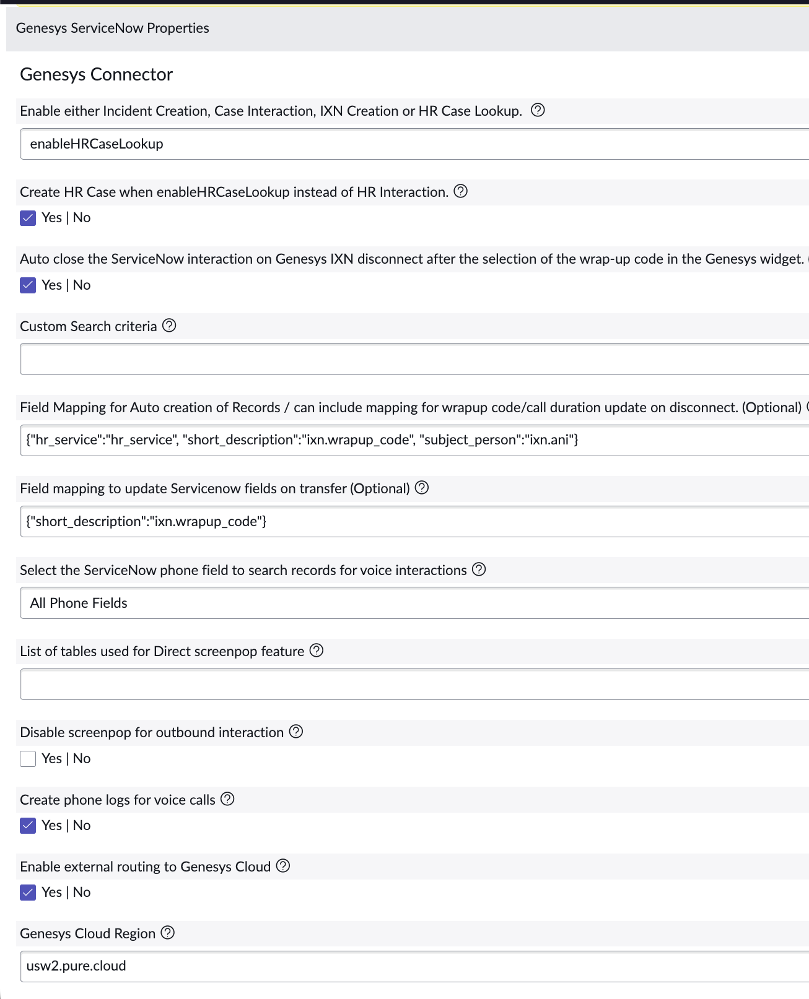 Genesys ServiceNow Properties
Genesys Connector
Enable either Incident Creation, Case Interaction, IXN Creation or HR Case Lookup.
enableHRCaseLookup
Create HR Case when enableHRCaseLookup instead of HR Interaction.
Yes | No
Auto close the ServiceNow interaction on Genesys IXN disconnect after the selection of the wrap-up code in the Genesys widget.
Yes | No
Custom Search criteria
Field Mapping for Auto creation of Records / can include mapping for wrapup code/call duration update on disconnect. (Optional)
{"hr_service":"hr_service", "short_description":"ixn.wrapup_code", "subject_person":"ixn.ani"}
Field mapping to update Servicenow fields on transfer (Optional)
{"short_description":"ixn.wrapup_code"}
Select the ServiceNow phone field to search records for voice interactions
All Phone Fields
List of tables used for Direct screenpop feature
Disable screenpop for outbound interaction
Yes | No
Create phone logs for voice calls
Yes | No
Enable external routing to Genesys Cloud
Yes | No
Genesys Cloud Region
usw2.pure.cloud